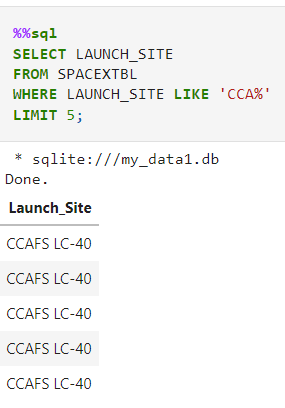 %%sql
SELECT LAUNCH_SITE
FROM SPACEXTBL
WHERE LAUNCH_SITE LIKE 'CCA%'
LIMIT 5;
* sqlite:///my_data1.db
Done.
Launch_Site
CCAFS LC-40
CCAFS LC-40
CCAFS LC-40
CCAFS LC-40
CCAFS LC-40